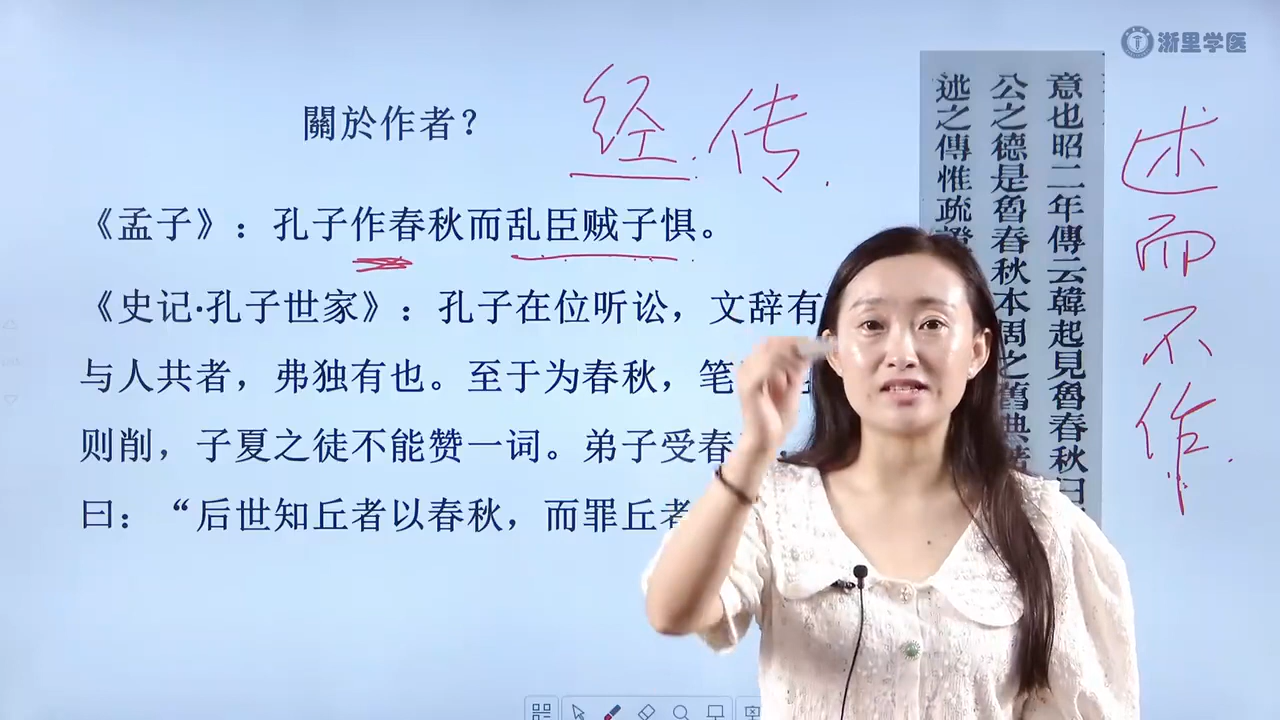 浙里学医
關於作者？
经.传.
《孟子》：孔子作春秋而乱臣贼子惧。
《史记·孔子世家》：孔子在位听讼，文辞有
与人共者，弗独有也。至于为春秋，笔
则削，子夏之徒不能赞一词。弟子受春
曰：“后世知丘者以春秋，而罪丘者
意也昭二年傳云韓起見魯春秋曰
公之德是魯春秋本周之舊典
述之傳惟疏證
述而不作.